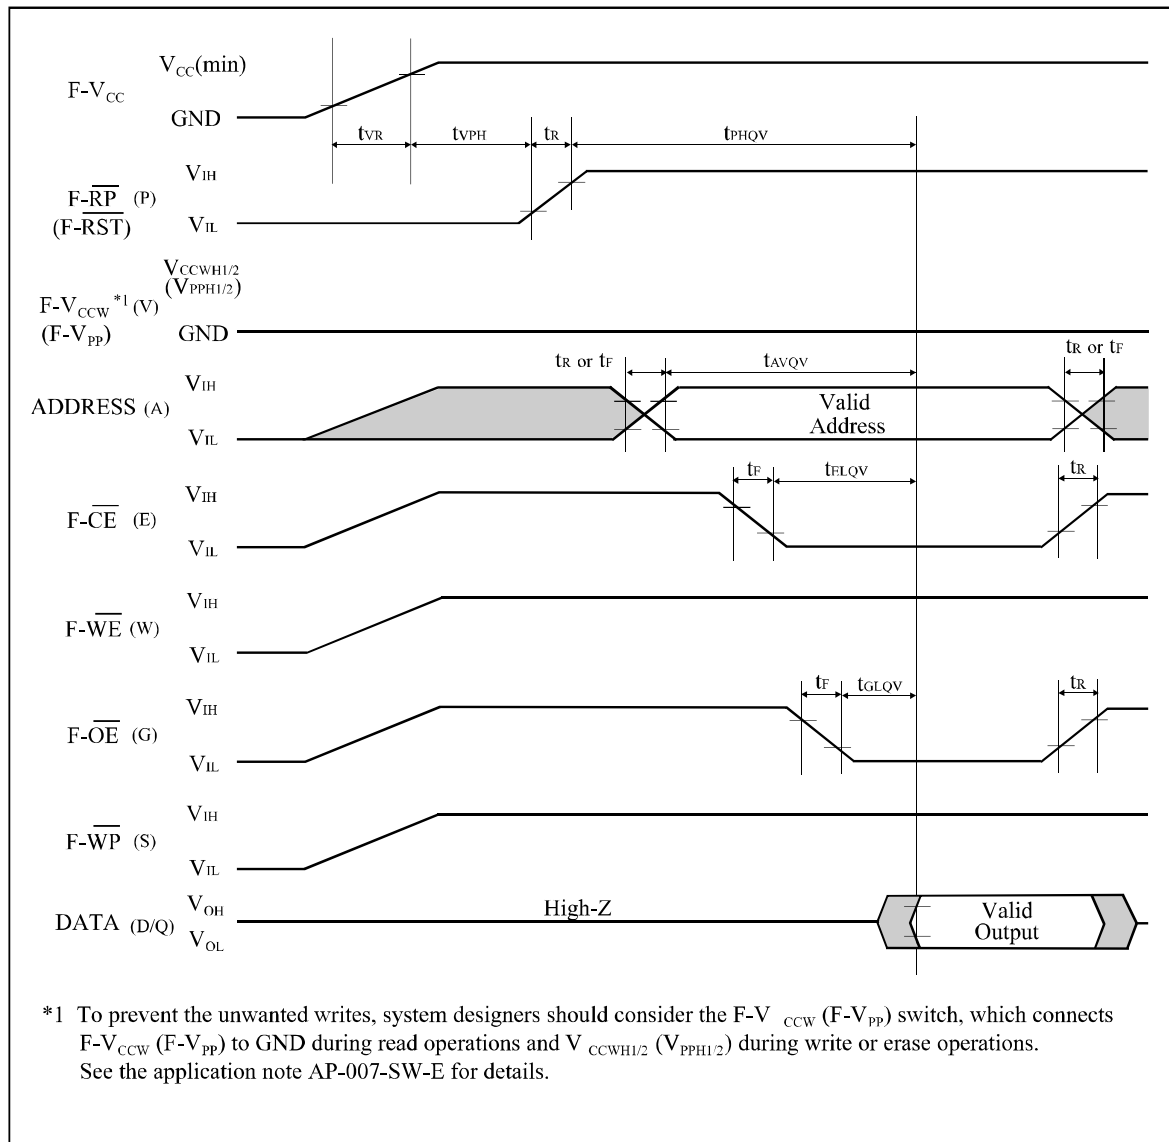 VCC(min)
F-VCC
GND
tVR
tVPH
tR
tPHQV
VIH
F-RP (P)
(F-RST)
VIL
VCCWH1/2
(VPPH1/2)
F-VCCW *1 (V)
(F-VPP)
GND
tR or tF
tAVQV
tR or tF
VIH
ADDRESS (A)
Valid
Address
VIL
tF
tELQV
tR
VIH
F-CE (E)
VIL
VIH
F-WE (W)
VIL
tF
tGLQV
tR
VIH
F-OE (G)
VIL
VIH
F-WP (S)
VIL
VOH
High-Z
DATA (D/Q)
Valid
Output
VOL
*1 To prevent the unwanted writes, system designers should consider the F-V CCW (F-VPP) switch, which connects
F-VCCW (F-VPP) to GND during read operations and V CCWH1/2 (VPPH1/2) during write or erase operations.
See the application note AP-007-SW-E for details.